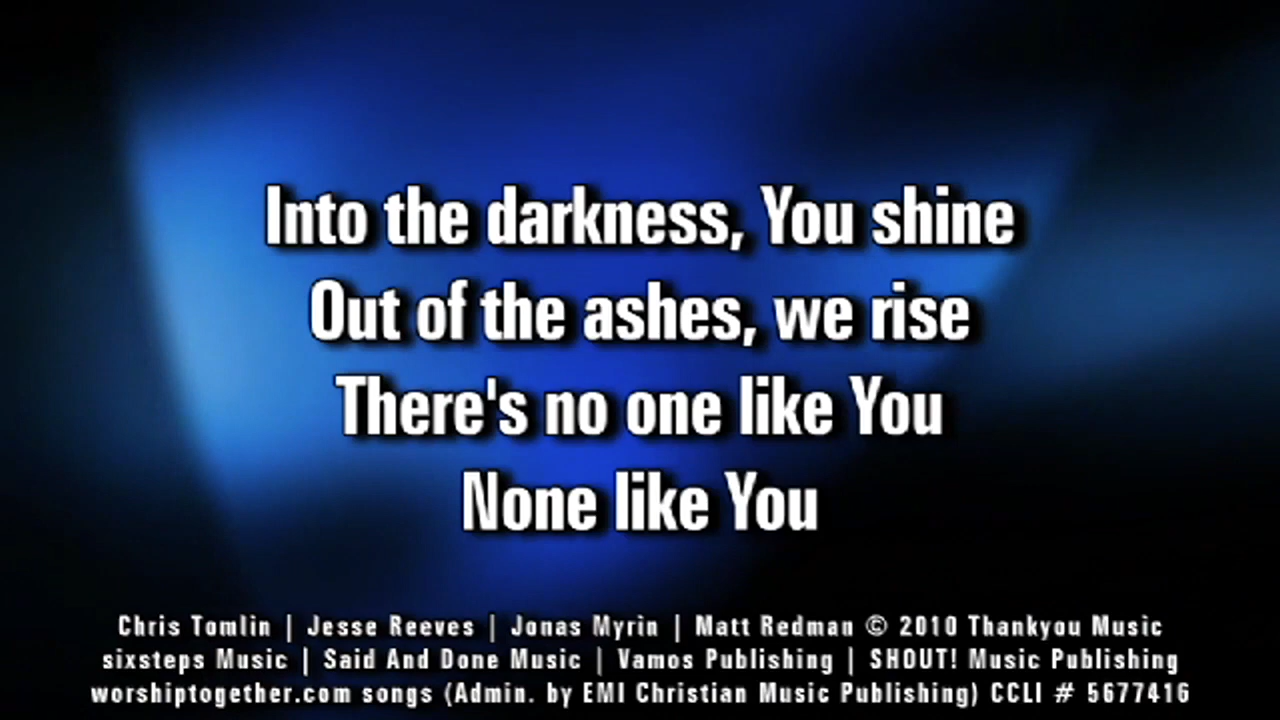 Into the darkness, You shine
Out of the ashes, we rise
There's no one like You
None like You
Chris Tomlin | Jesse Reeves | Jonas Myrin | Matt Redman © 2010 Thankyou Music
sixsteps Music | Said And Done Music | Vamos Publishing | SHOUT! Music Publishing
worshiptogether.com songs (Admin. by EMI Christian Music Publishing) CCLI # 5677416